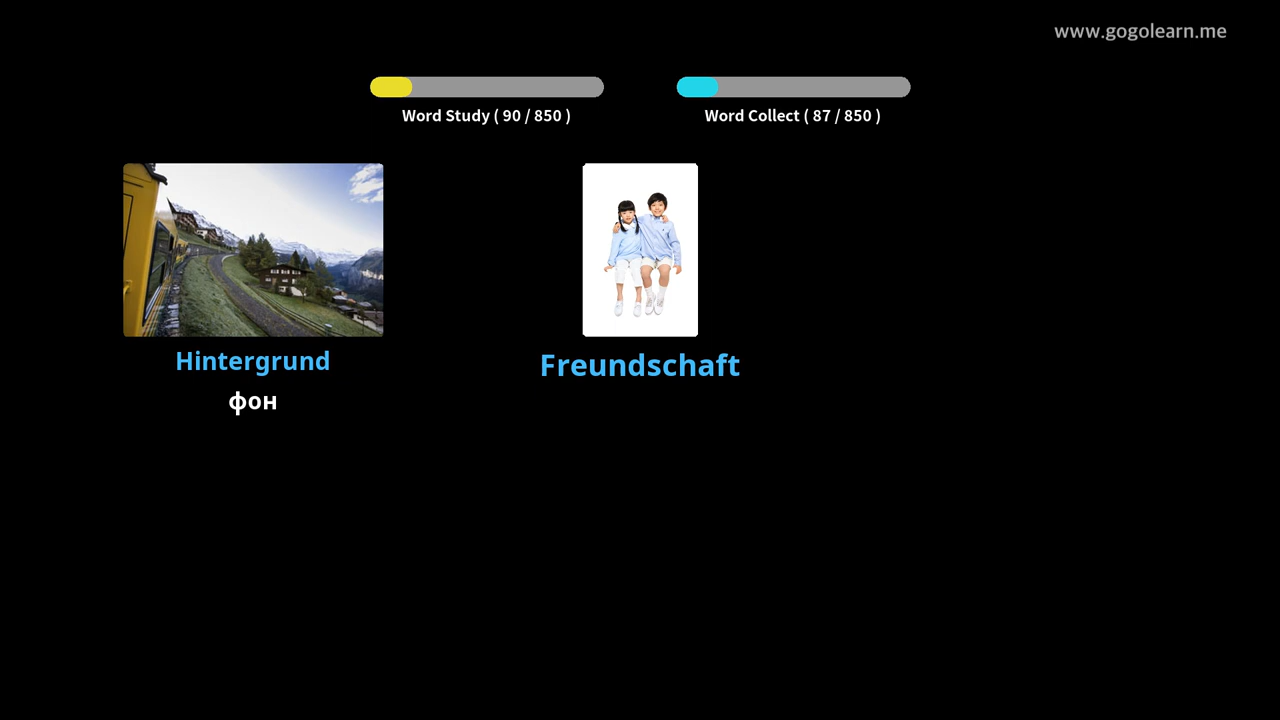 www.gogolearn.me
Word Study ( 90 / 850 )
Word Collect ( 87 / 850 )
Hintergrund
фон
Freundschaft